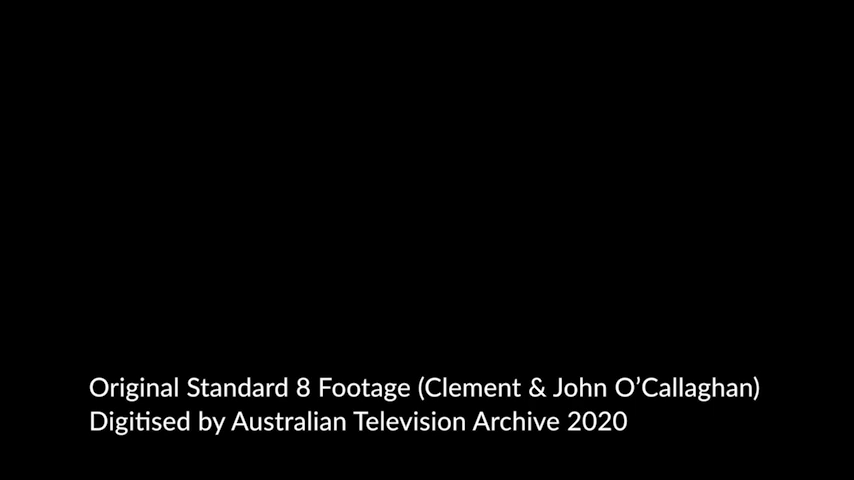 Original Standard 8 Footage (Clement & John O’Callaghan)
Digitised by Australian Television Archive 2020